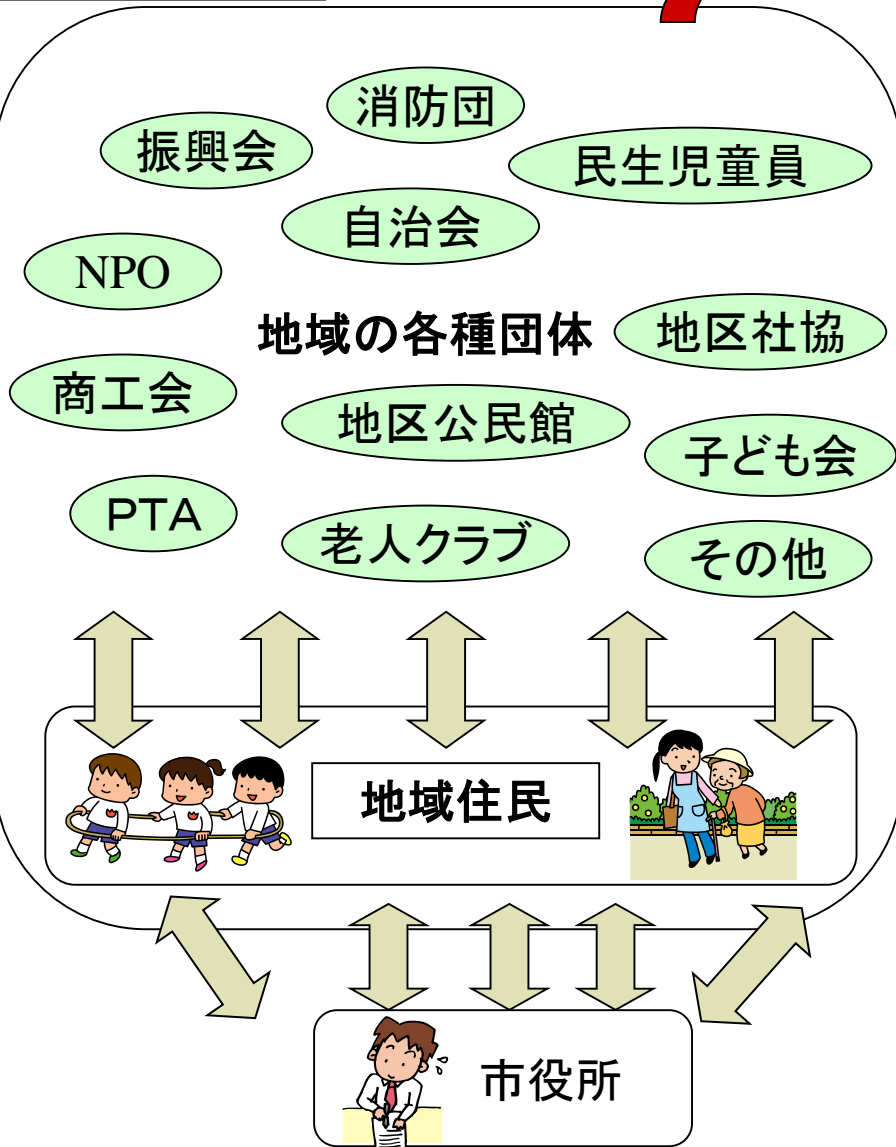 消防団
振興会
民生児童員
自治会
NPO
地域の各種団体
地区社協
商工会
地区公民館
子ども会
PTA
老人クラブ
その他
地域住民
市役所